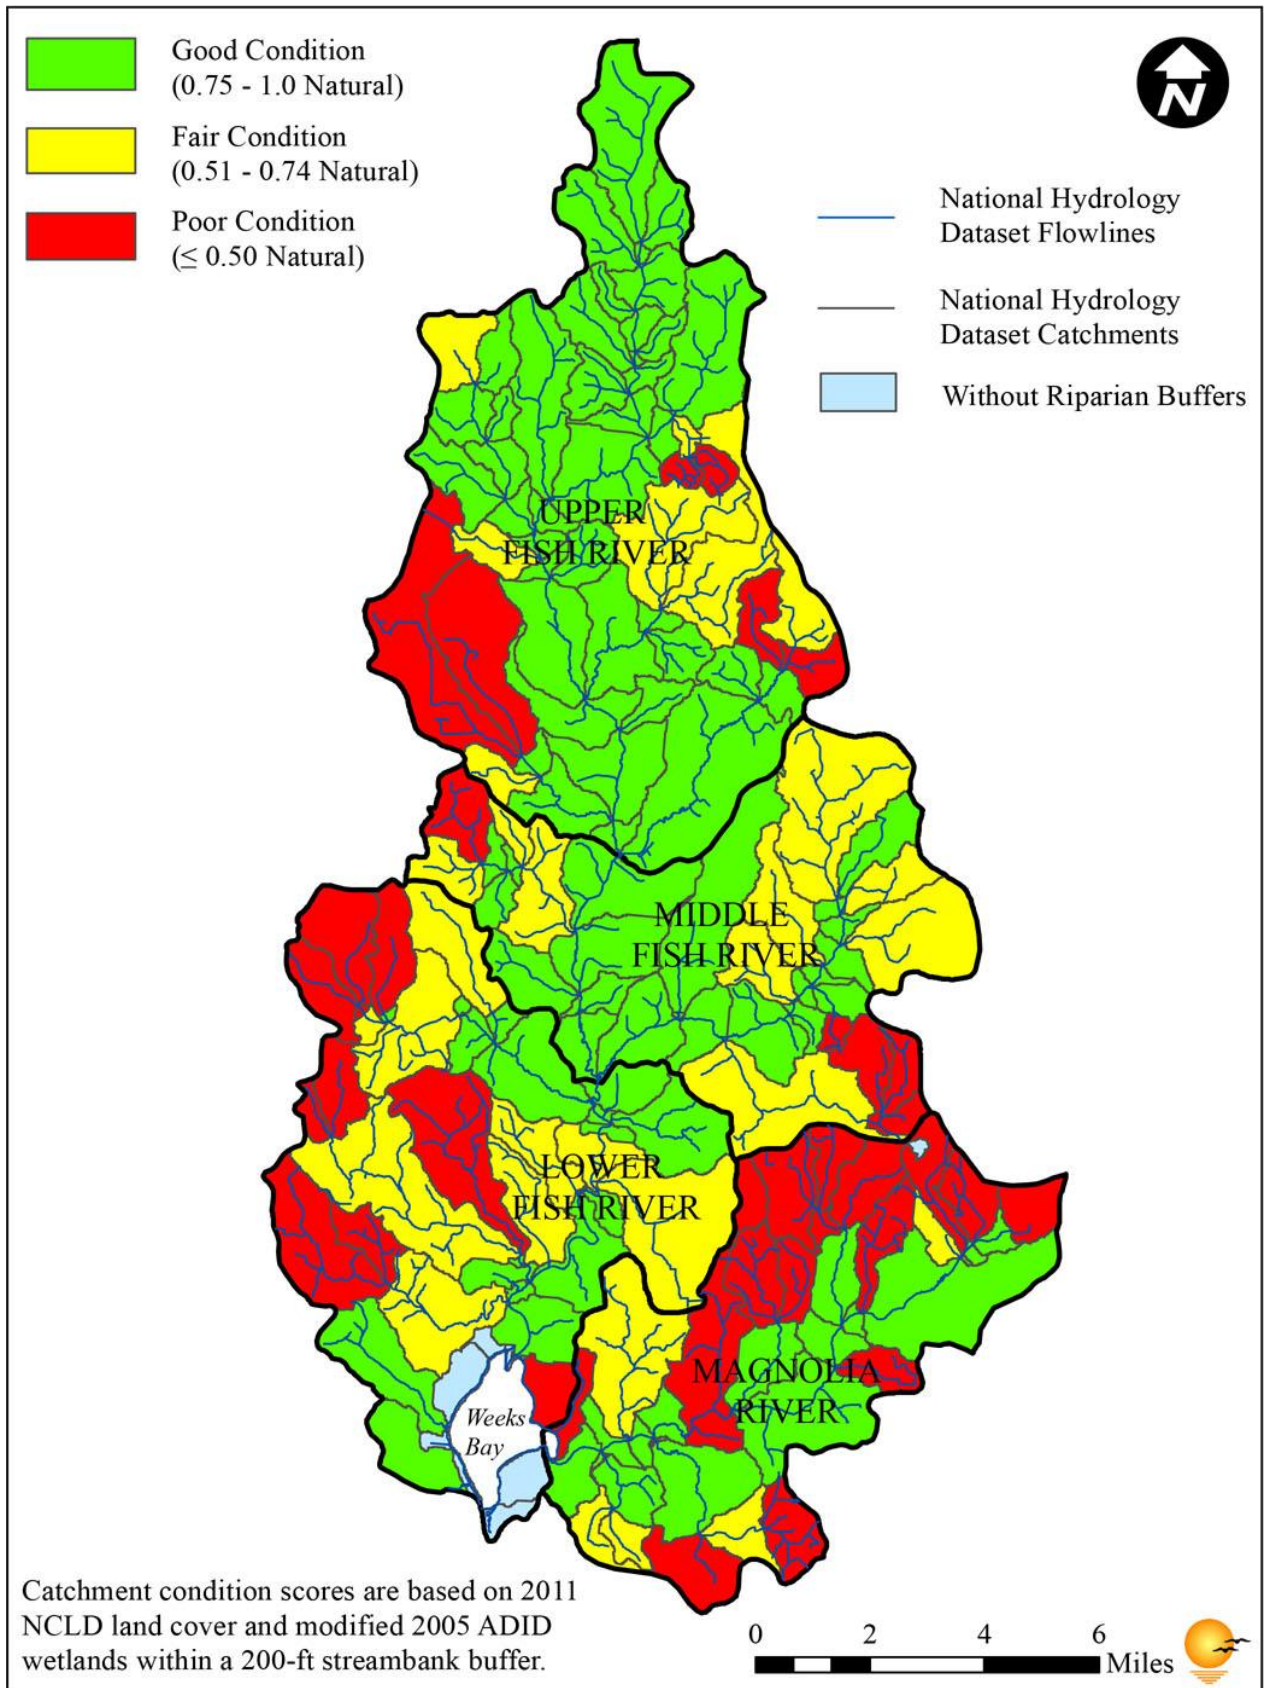 Good Condition
(0.75 - 1.0 Natural)
Fair Condition
(0.51 - 0.74 Natural)
Poor Condition
(≤ 0.50 Natural)
N
National Hydrology
Dataset Flowlines
National Hydrology
Dataset Catchments
Without Riparian Buffers
UPPER
FISH RIVER
MIDDLE
FISH RIVER
LOWER
FISH RIVER
MAGNOLIA
RIVER
Weeks
Bay
Catchment condition scores are based on 2011
NCLD land cover and modified 2005 ADID
wetlands within a 200-ft streambank buffer.
0 2 4 6
Miles